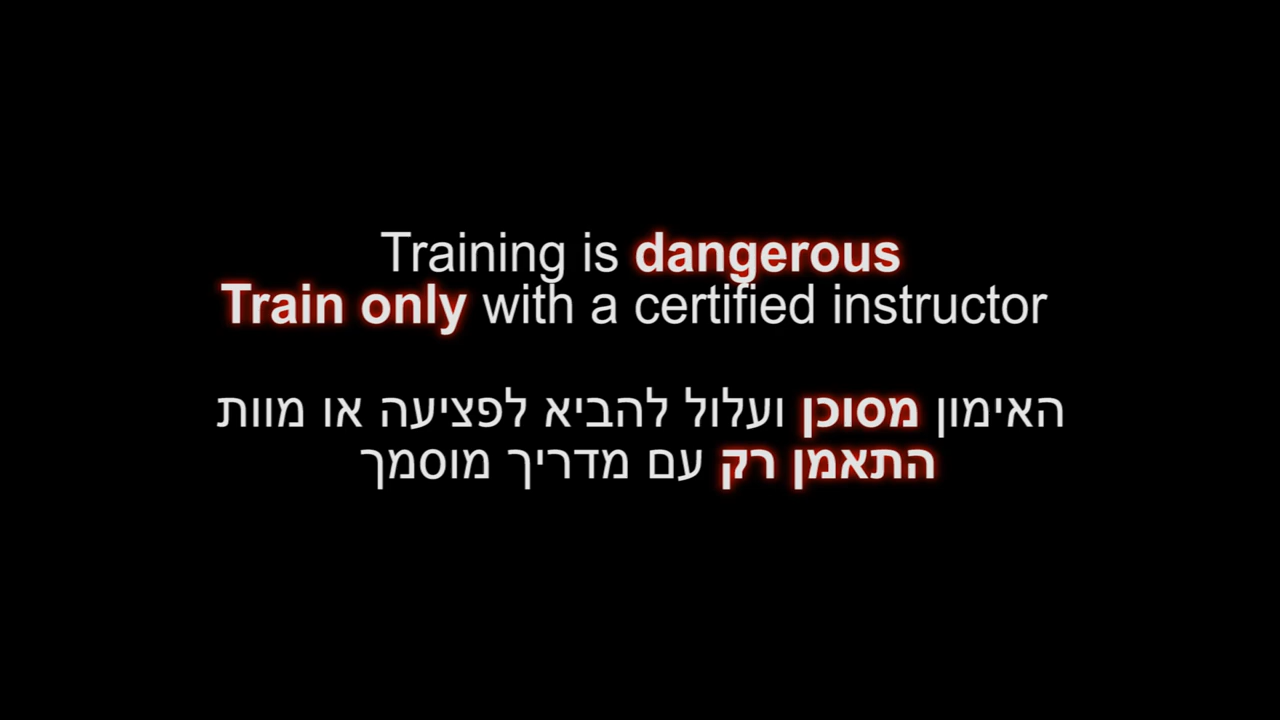 Training is dangerous
Train only with a certified instructor
האימון מסוכן ועלול להביא לפציעה או מוות
התאמן רק עם מדריך מוסמך